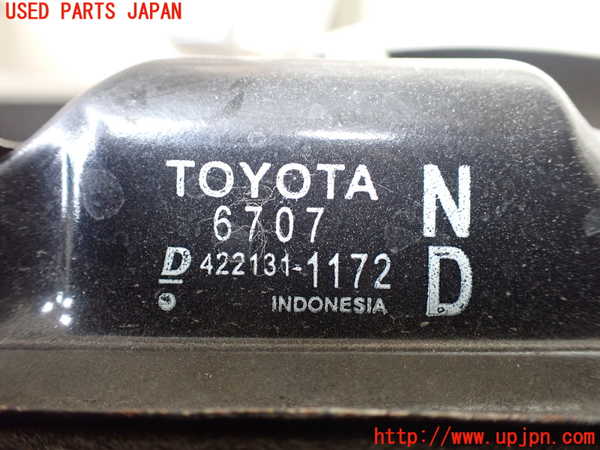 USED PARTS JAPAN
TOYOTA N
6707
D 422131-1172 D
INDONESIA
http://www.upjpn.com/